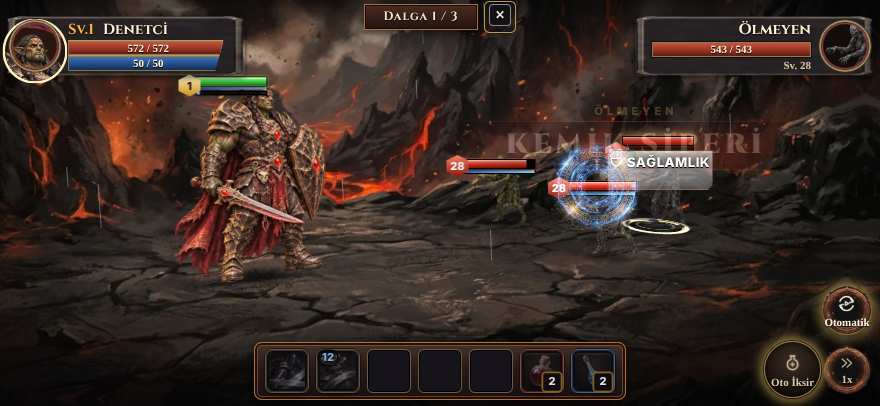 DALGA 1 / 3
Sv.1 DENETCİ
572 / 572
50 / 50
ÖLMEYEN
543 / 543
Sv. 28
1
ÖLMEYEN
28
SAĞLAMLIK
28
Otomatik
12
2
2
Oto İksir
1x